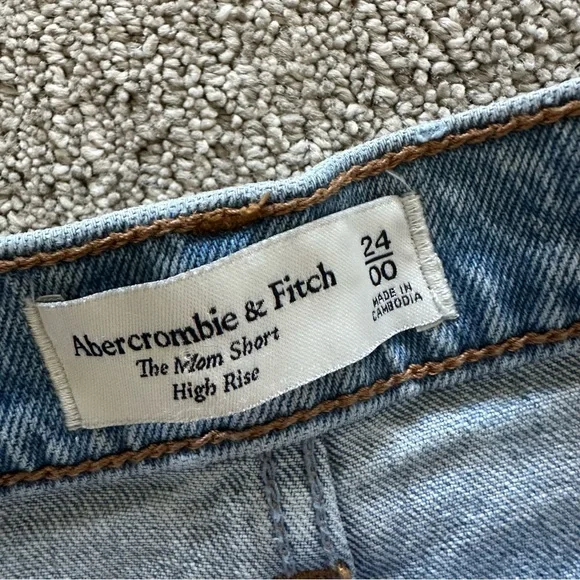 Abercrombie & Fitch
The Mom Short
High Rise
24
00
MADE IN
CAMBODIA